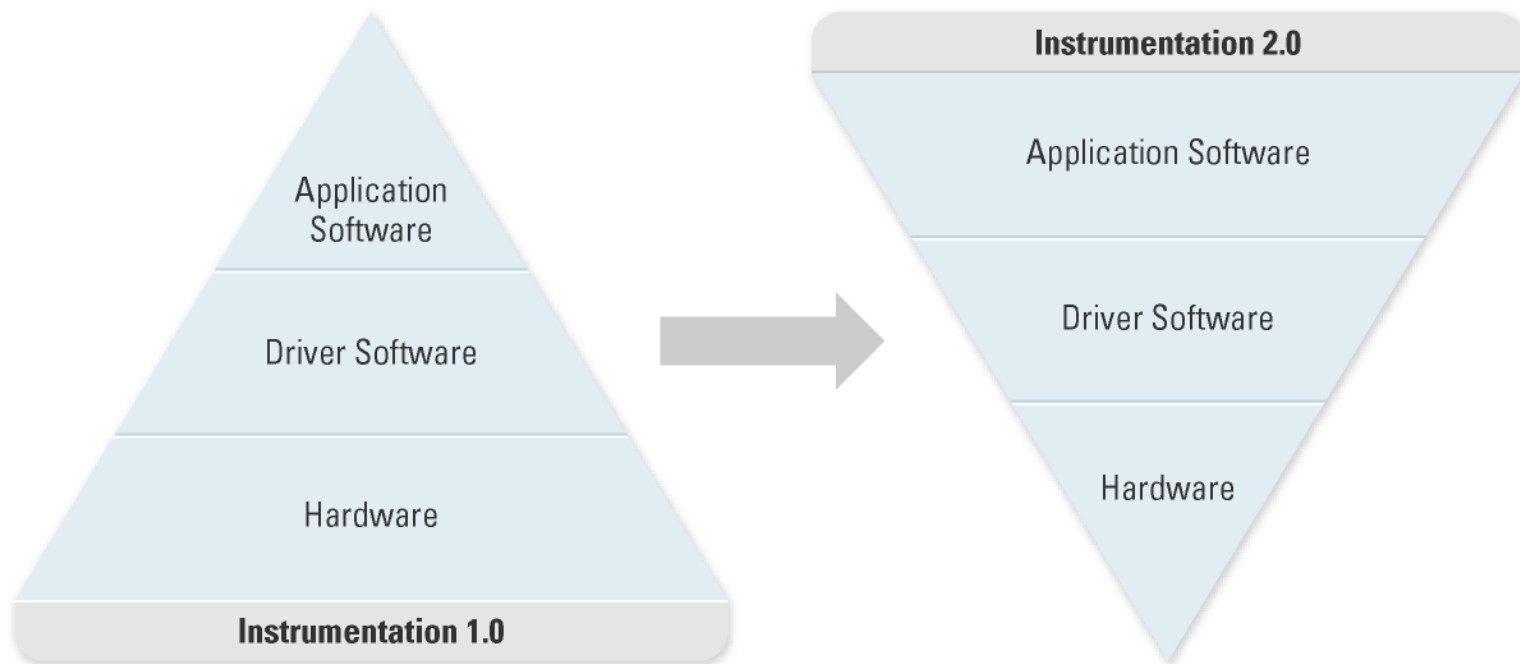 Application
Software
Driver Software
Hardware
Instrumentation 1.0
Instrumentation 2.0
Application Software
Driver Software
Hardware